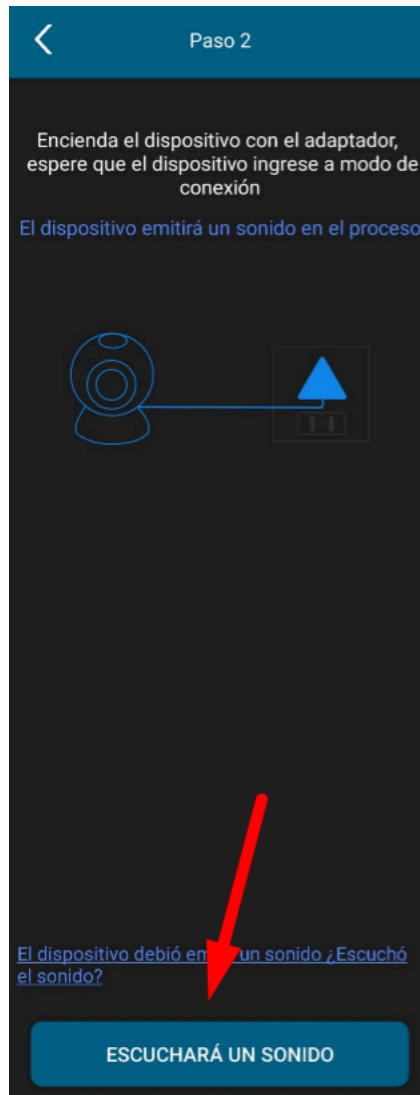 Paso 2
Encienda el dispositivo con el adaptador,
espere que el dispositivo ingrese a modo de
conexión
El dispositivo emitirá un sonido en el proceso
El dispositivo debió un sonido ¿Escuchó
el sonido?
ESCUCHARÁ UN SONIDO